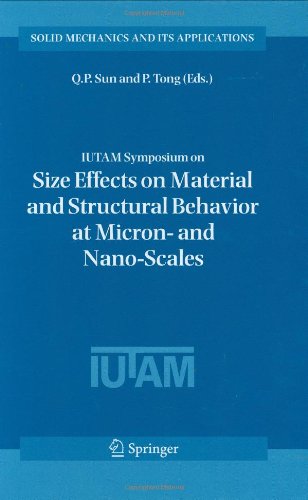 SOLID MECHANICS AND ITS APPLICATIONS
Q.P. Sun and P. Tong (Eds.)
IUTAM Symposium on
Size Effects on Material
and Structural Behavior
at Micron- and
Nano-Scales
IUTAM
Springer